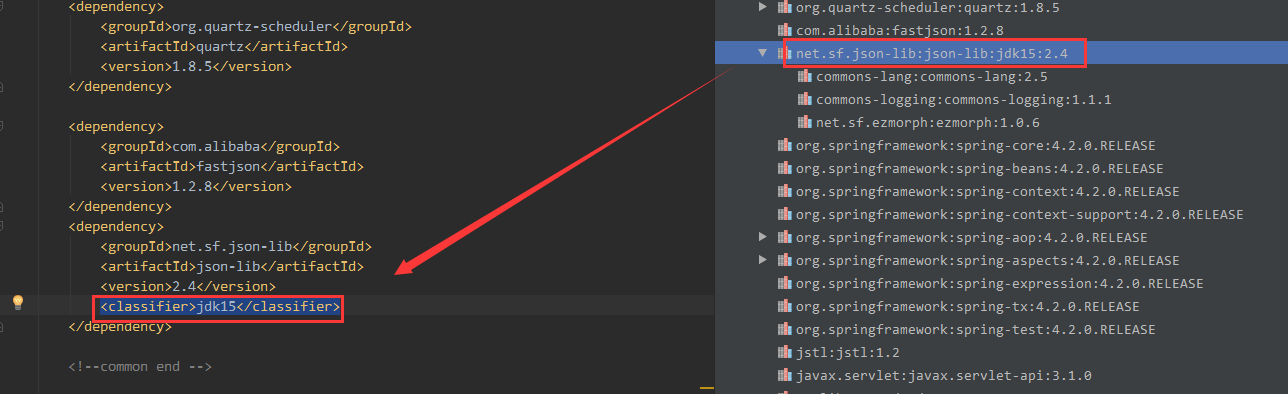 <dependency>
<groupId>org.quartz-scheduler</groupId>
<artifactId>quartz</artifactId>
<version>1.8.5</version>
</dependency>
<dependency>
<groupId>com.alibaba</groupId>
<artifactId>fastjson</artifactId>
<version>1.2.8</version>
</dependency>
<dependency>
<groupId>net.sf.json-lib</groupId>
<artifactId>json-lib</artifactId>
<version>2.4</version>
<classifier>jdk15</classifier>
</dependency>
<!--common end -->
org.quartz-scheduler:quartz:1.8.5
com.alibaba:fastjson:1.2.8
net.sf.json-lib:json-lib:jdk15:2.4
commons-lang:commons-lang:2.5
commons-logging:commons-logging:1.1.1
net.sf.ezmorph:ezmorph:1.0.6
org.springframework:spring-core:4.2.0.RELEASE
org.springframework:spring-beans:4.2.0.RELEASE
org.springframework:spring-context:4.2.0.RELEASE
org.springframework:spring-context-support:4.2.0.RELEASE
org.springframework:spring-aop:4.2.0.RELEASE
org.springframework:spring-aspects:4.2.0.RELEASE
org.springframework:spring-expression:4.2.0.RELEASE
org.springframework:spring-tx:4.2.0.RELEASE
org.springframework:spring-test:4.2.0.RELEASE
jstl:jstl:1.2
javax.servlet:javax.servlet-api:3.1.0